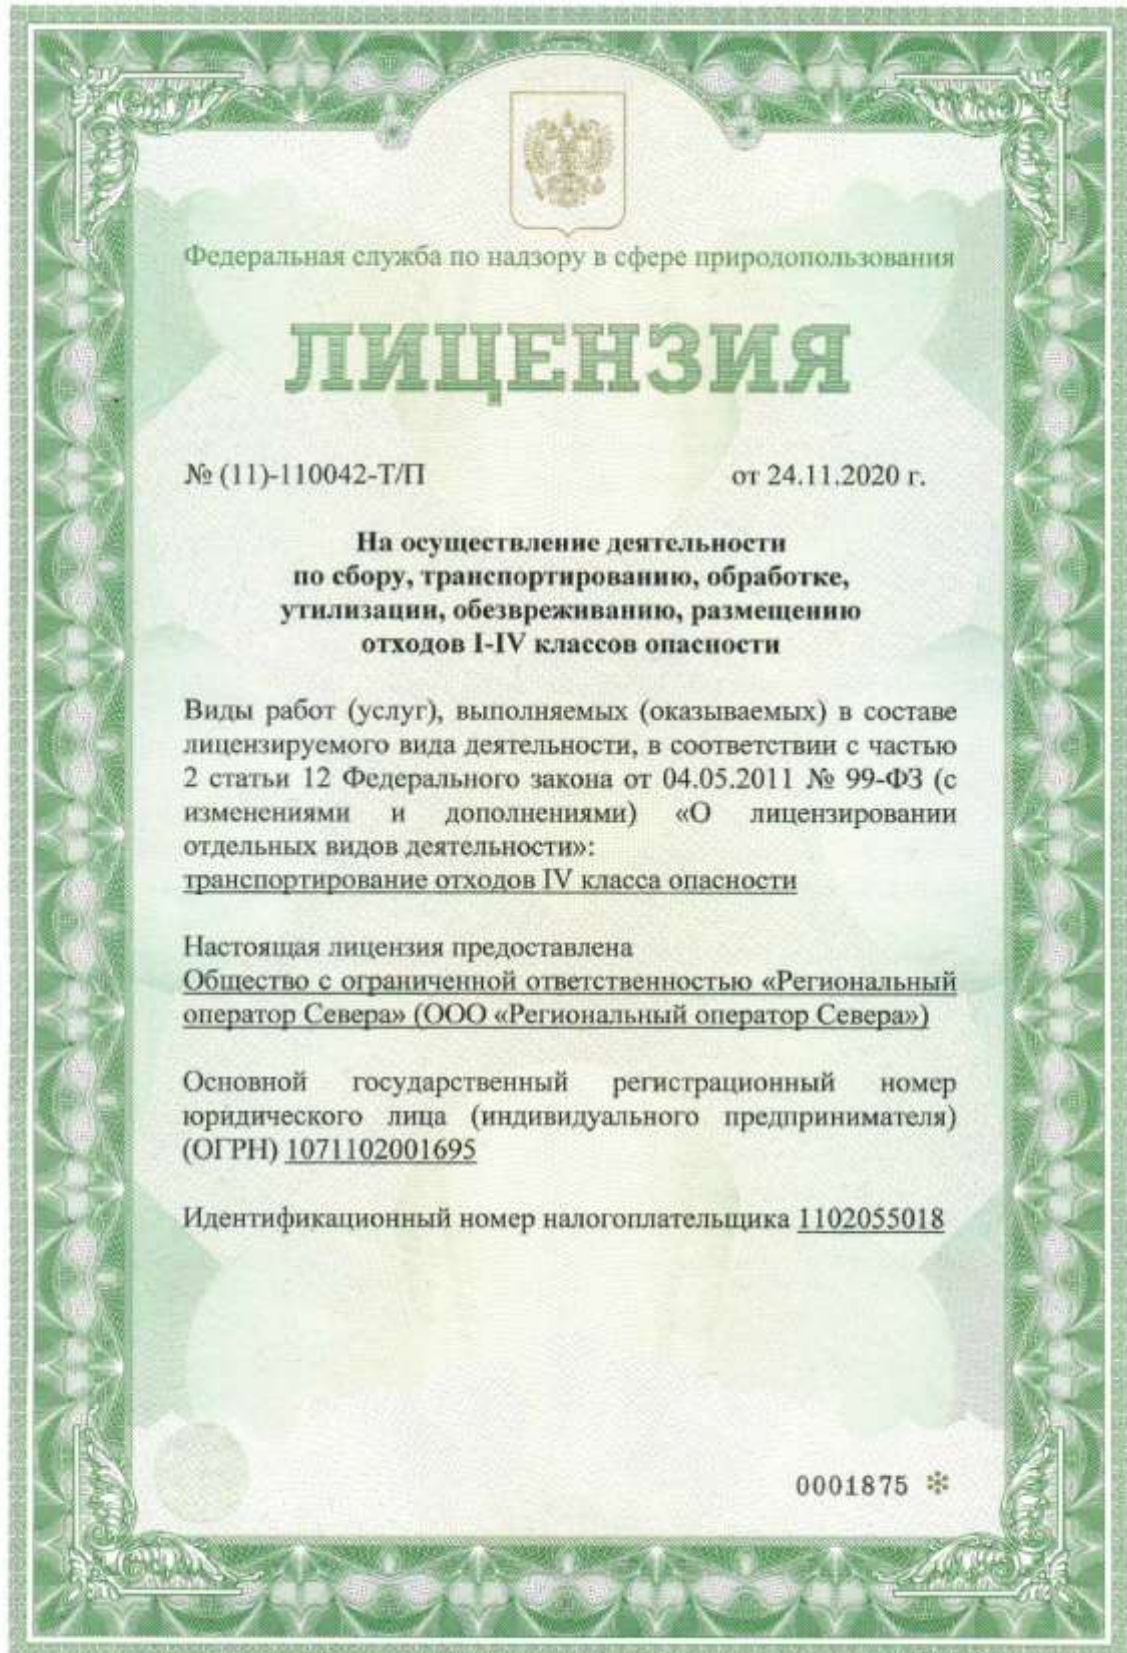 Федеральная служба по надзору в сфере природопользования
ЛИЦЕНЗИЯ
№ (11)-110042-Т/П от 24.11.2020 г.
На осуществление деятельности
по сбору, транспортированию, обработке,
утилизации, обезвреживанию, размещению
отходов I-IV классов опасности
Виды работ (услуг), выполняемых (оказываемых) в составе
лицензируемого вида деятельности, в соответствии с частью
2 статьи 12 Федерального закона от 04.05.2011 № 99-ФЗ (с
изменениями и дополнениями) «О лицензировании
отдельных видов деятельности»:
транспортирование отходов IV класса опасности
Настоящая лицензия предоставлена
Общество с ограниченной ответственностью «Региональный
оператор Севера» (ООО «Региональный оператор Севера»)
Основной государственный регистрационный номер
юридического лица (индивидуального предпринимателя)
(ОГРН) 1071102001695
Идентификационный номер налогоплательщика 1102055018
0001875